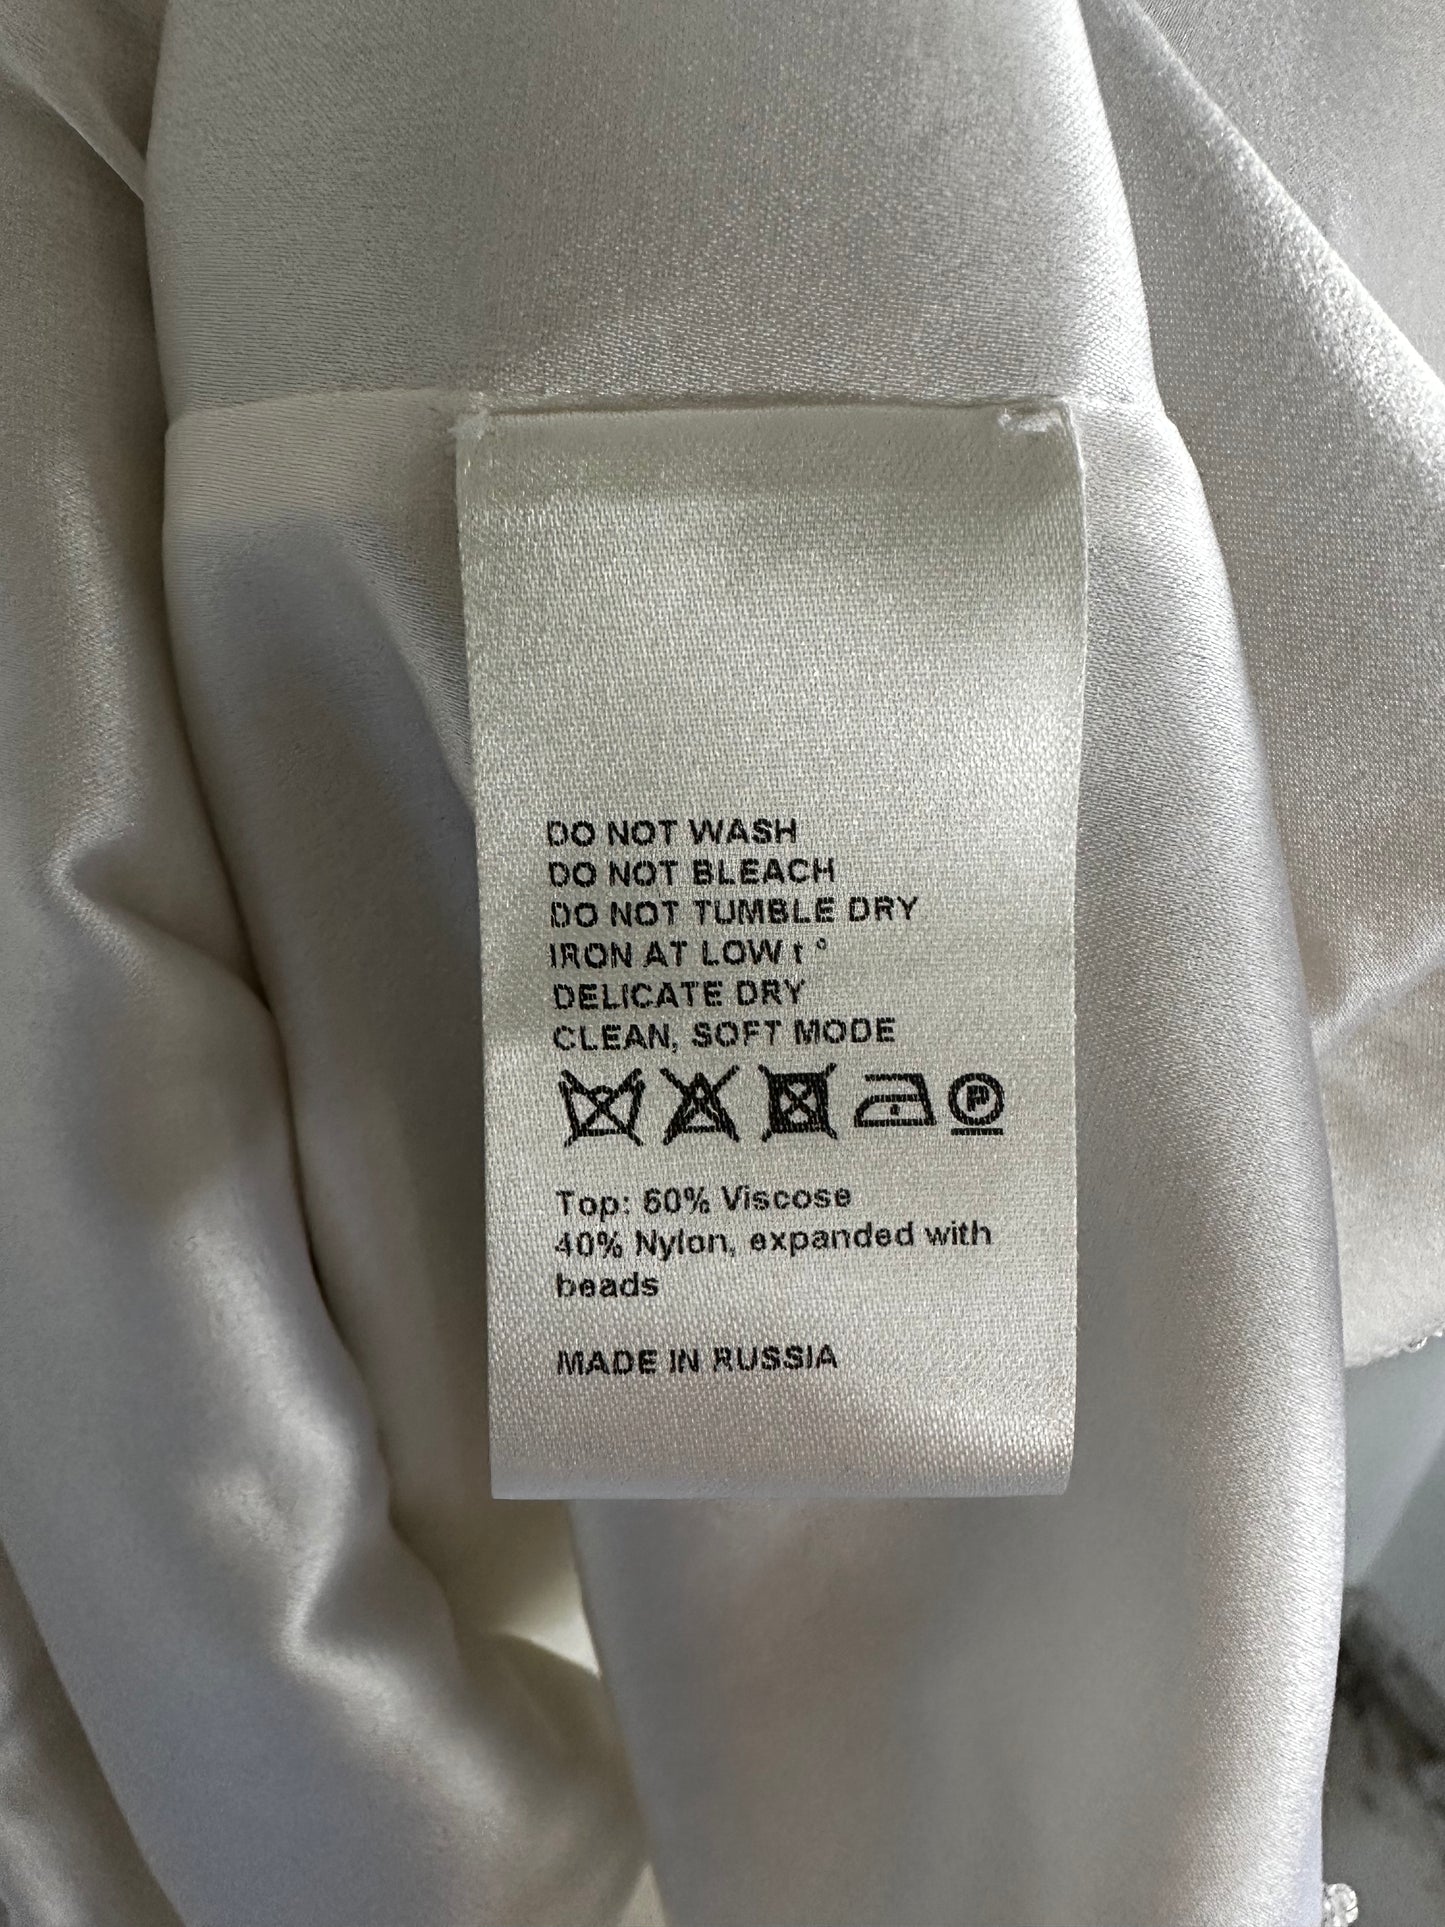 DO NOT WASH
DO NOT BLEACH
DO NOT TUMBLE DRY
IRON AT LOW t °
DELICATE DRY
CLEAN, SOFT MODE
P
Top: 60% Viscose
40% Nylon, expanded with
beads
MADE IN RUSSIA